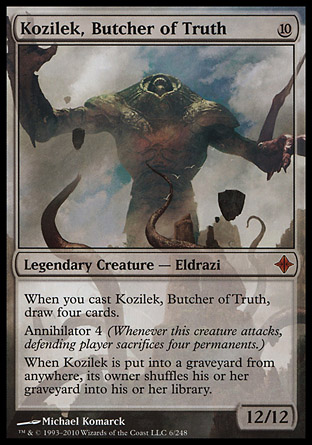 Kozilek, Butcher of Truth 10
Legendary Creature — Eldrazi
When you cast Kozilek, Butcher of Truth,
draw four cards.
Annihilator 4 (Whenever this creature attacks,
defending player sacrifices four permanents.)
When Kozilek is put into a graveyard from
anywhere, its owner shuffles his or her
graveyard into his or her library.
Michael Komarck
12/12
™ & © 1993-2010 Wizards of the Coast LLC 6/248